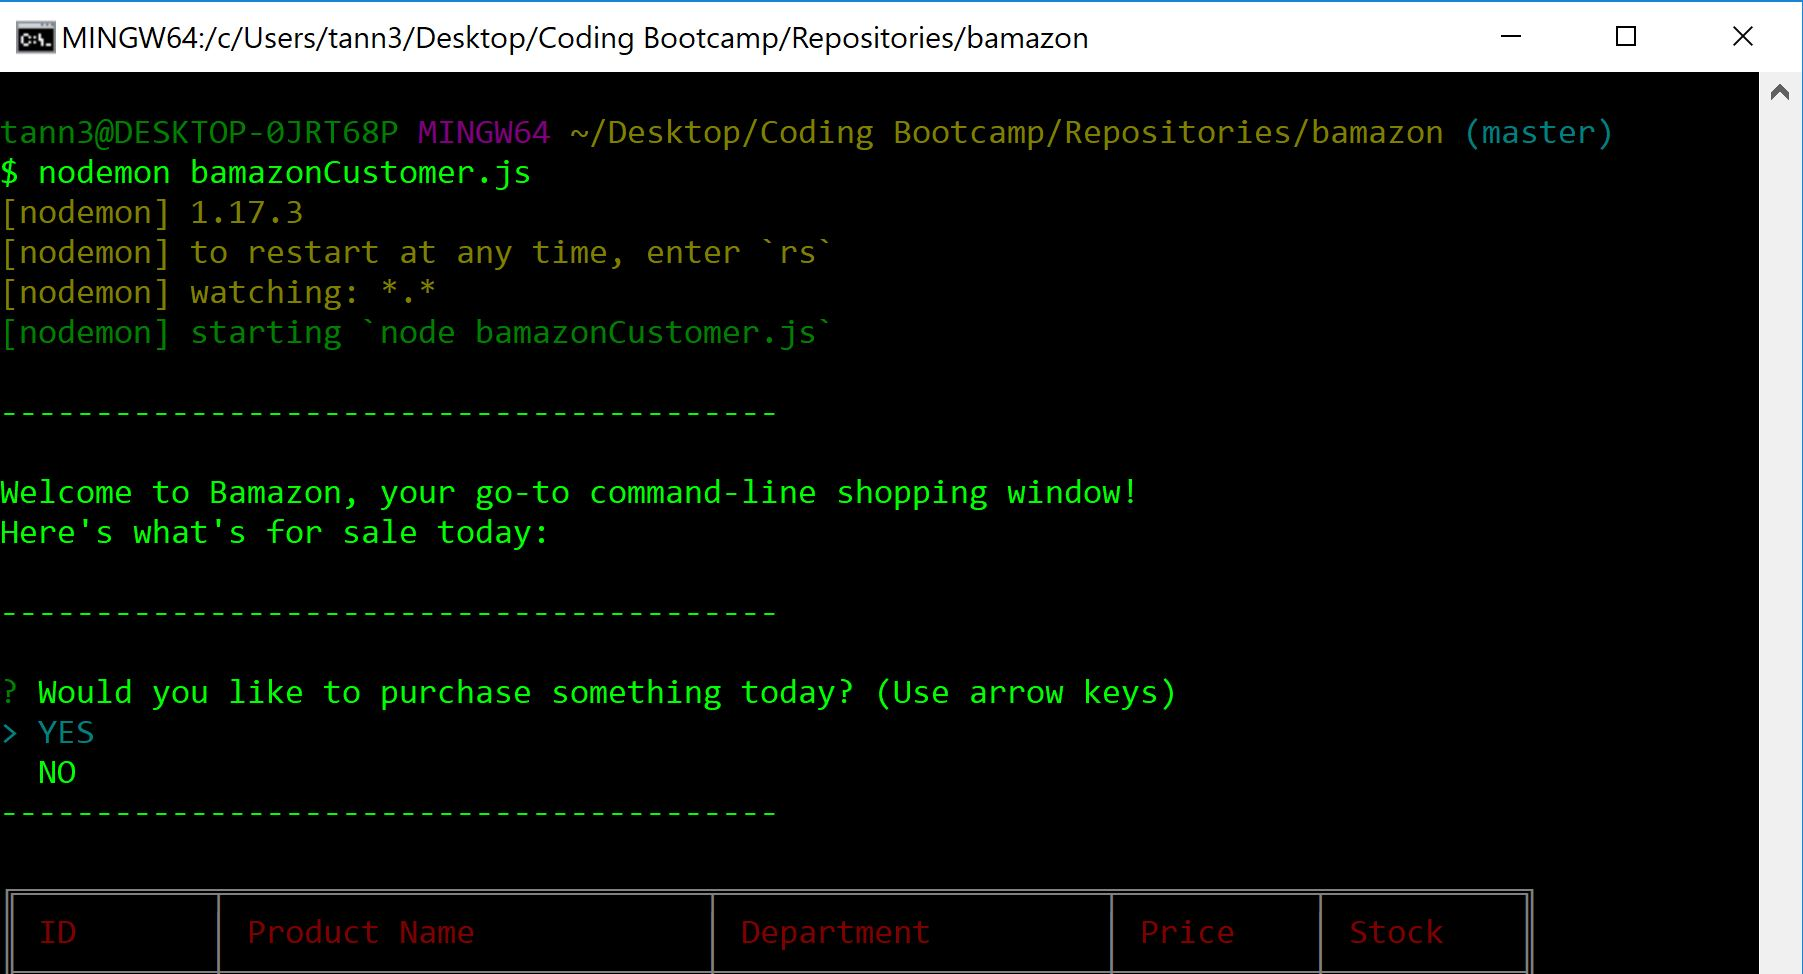 MINGW64:/c/Users/tann3/Desktop/Coding Bootcamp/Repositories/bamazon
tann3@DESKTOP-0JRT68P MINGW64 ~/Desktop/Coding Bootcamp/Repositories/bamazon (master)
$ nodemon bamazonCustomer.js
[nodemon] 1.17.3
[nodemon] to restart at any time, enter `rs`
[nodemon] watching: *.*
[nodemon] starting `node bamazonCustomer.js`
-----------------------------------------
Welcome to Bamazon, your go-to command-line shopping window!
Here's what's for sale today:
-----------------------------------------
? Would you like to purchase something today? (Use arrow keys)
> YES
NO
-----------------------------------------
ID Product Name Department Price Stock